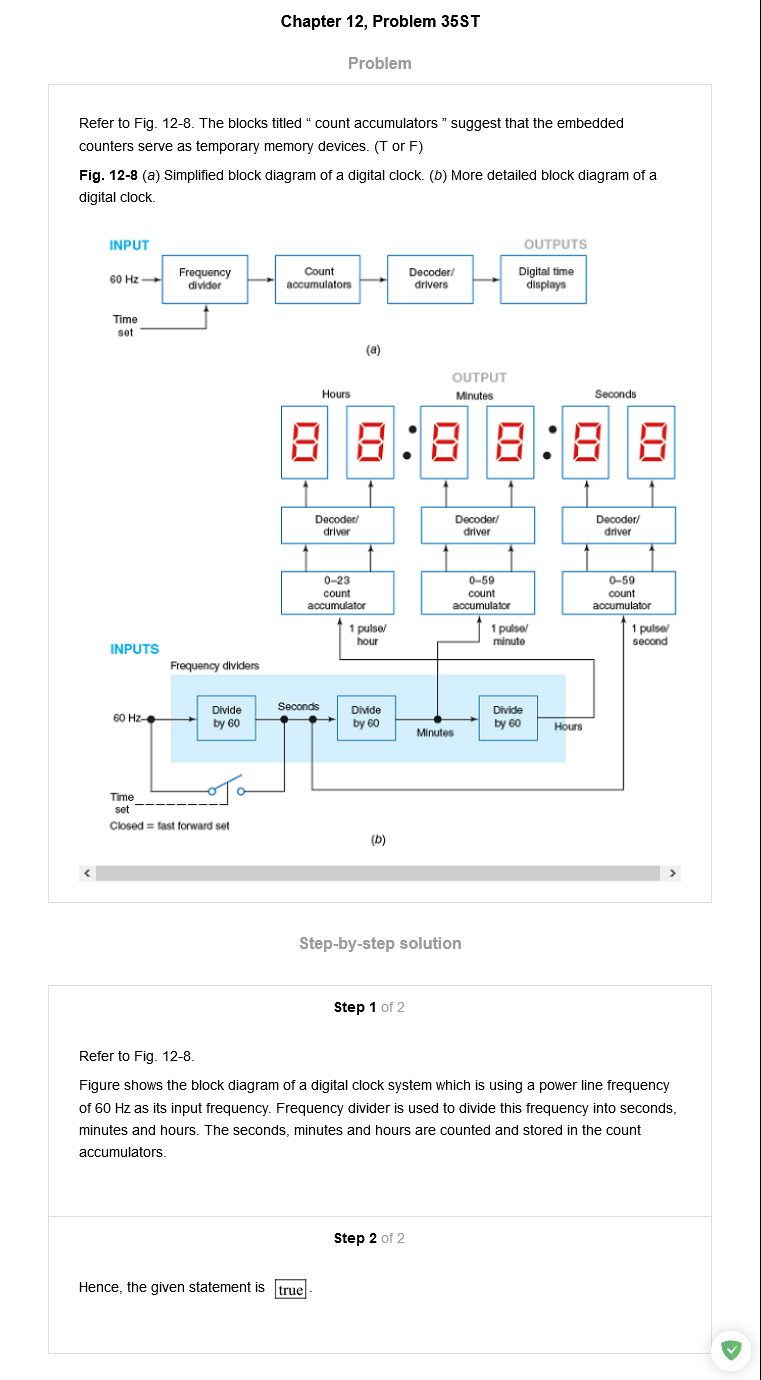 Chapter 12, Problem 35ST
Problem
Refer to Fig. 12-8. The blocks titled “ count accumulators ” suggest that the embedded
counters serve as temporary memory devices. (T or F)
Fig. 12-8 (a) Simplified block diagram of a digital clock. (b) More detailed block diagram of a
digital clock.
INPUT
OUTPUTS
60 Hz
Frequency
divider
Count
accumulators
Decoder/
drivers
Digital time
displays
Time
set
(a)
OUTPUT
Hours
Minutes
Seconds
8 8 : 8 8 : 8 8
Decoder/
driver
Decoder/
driver
Decoder/
driver
0–23
count
accumulator
0–59
count
accumulator
0–59
count
accumulator
1 pulse/
hour
1 pulse/
minute
1 pulse/
second
INPUTS
Frequency dividers
60 Hz
Divide
by 60
Seconds
Divide
by 60
Minutes
Divide
by 60
Hours
Time
set
Closed = fast forward set
(b)
Step-by-step solution
Step 1 of 2
Refer to Fig. 12-8.
Figure shows the block diagram of a digital clock system which is using a power line frequency
of 60 Hz as its input frequency. Frequency divider is used to divide this frequency into seconds,
minutes and hours. The seconds, minutes and hours are counted and stored in the count
accumulators.
Step 2 of 2
Hence, the given statement is true.